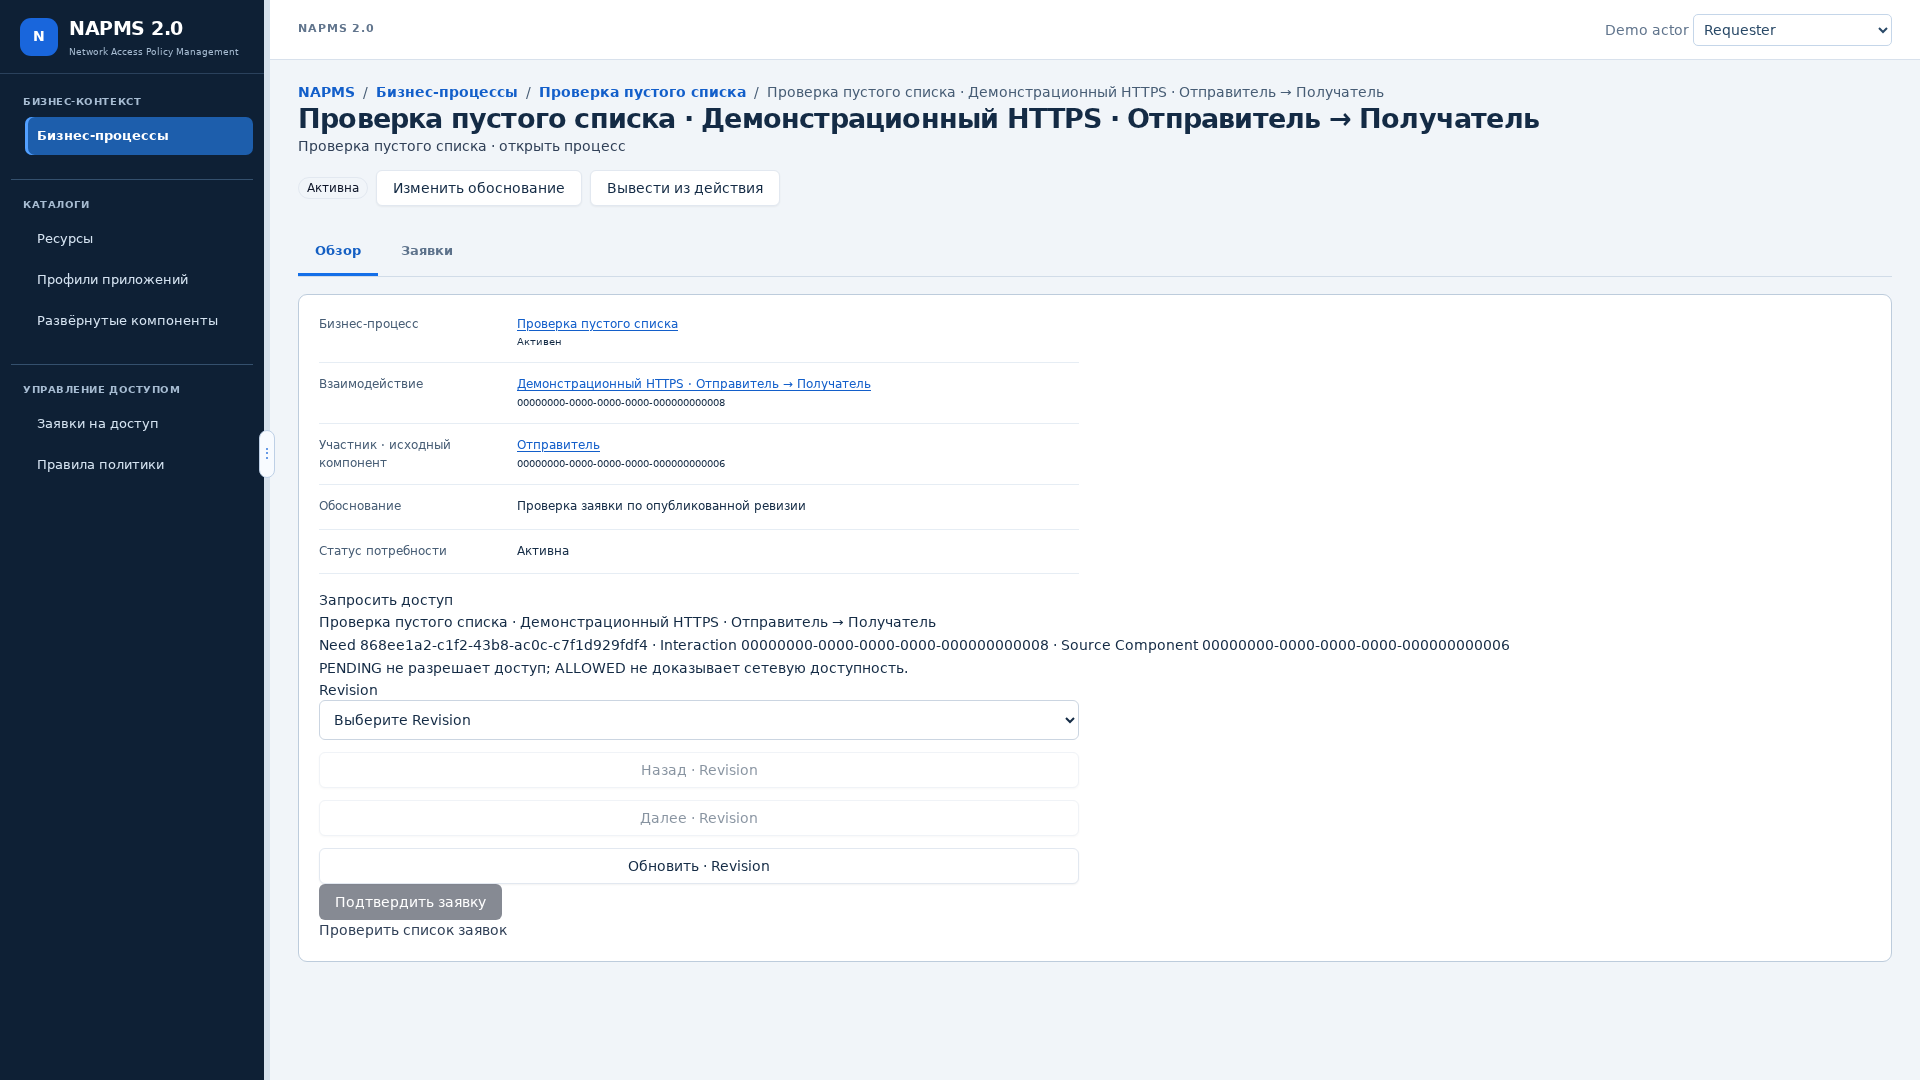 N
NAPMS 2.0
Network Access Policy Management
БИЗНЕС-КОНТЕКСТ
Бизнес-процессы
КАТАЛОГИ
Ресурсы
Профили приложений
Развёрнутые компоненты
УПРАВЛЕНИЕ ДОСТУПОМ
Заявки на доступ
Правила политики
NAPMS 2.0
Demo actor Requester
NAPMS / Бизнес-процессы / Проверка пустого списка / Проверка пустого списка · Демонстрационный HTTPS · Отправитель → Получатель
Проверка пустого списка · Демонстрационный HTTPS · Отправитель → Получатель
Проверка пустого списка · открыть процесс
Активна Изменить обоснование Вывести из действия
Обзор Заявки
Бизнес-процесс Проверка пустого списка
Активен
Взаимодействие Демонстрационный HTTPS · Отправитель → Получатель
00000000-0000-0000-0000-000000000008
Участник · исходный компонент Отправитель
00000000-0000-0000-0000-000000000006
Обоснование Проверка заявки по опубликованной ревизии
Статус потребности Активна
Запросить доступ
Проверка пустого списка · Демонстрационный HTTPS · Отправитель → Получатель
Need 868ee1a2-c1f2-43b8-ac0c-c7f1d929fdf4 · Interaction 00000000-0000-0000-0000-000000000008 · Source Component 00000000-0000-0000-0000-000000000006
PENDING не разрешает доступ; ALLOWED не доказывает сетевую доступность.
Revision
Выберите Revision
Назад · Revision
Далее · Revision
Обновить · Revision
Подтвердить заявку
Проверить список заявок